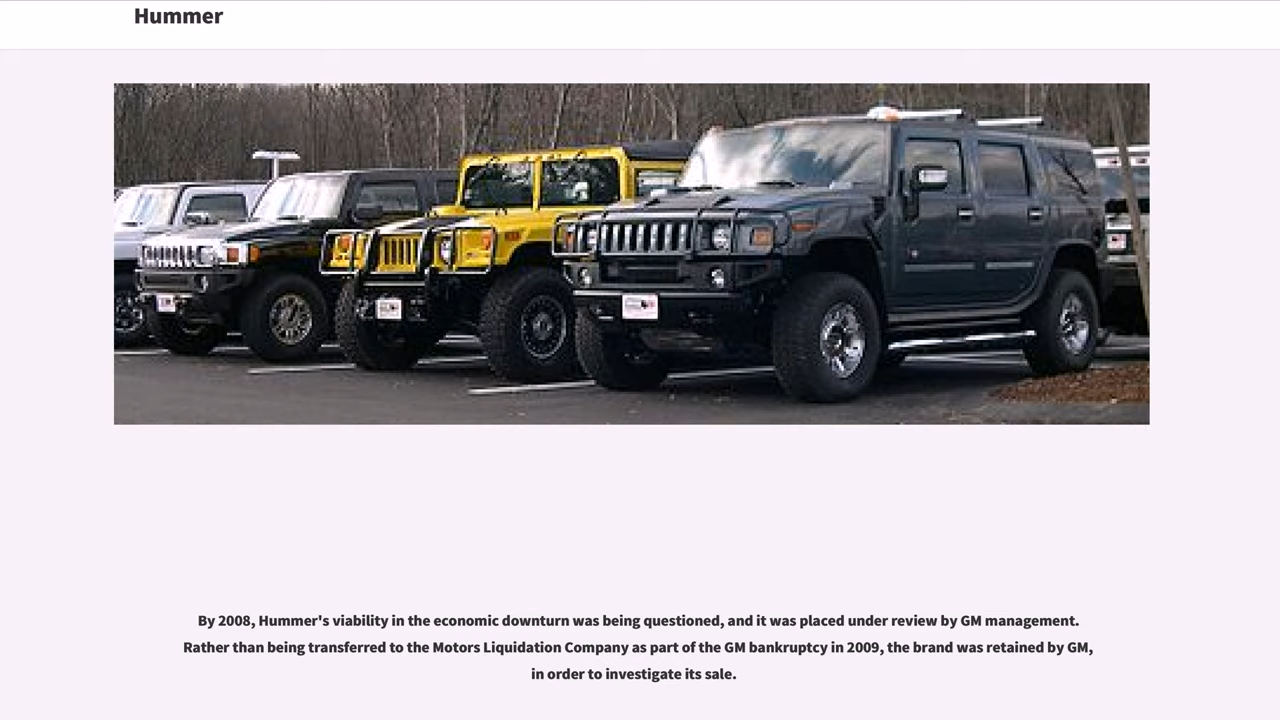 Hummer
By 2008, Hummer's viability in the economic downturn was being questioned, and it was placed under review by GM management.
Rather than being transferred to the Motors Liquidation Company as part of the GM bankruptcy in 2009, the brand was retained by GM,
in order to investigate its sale.